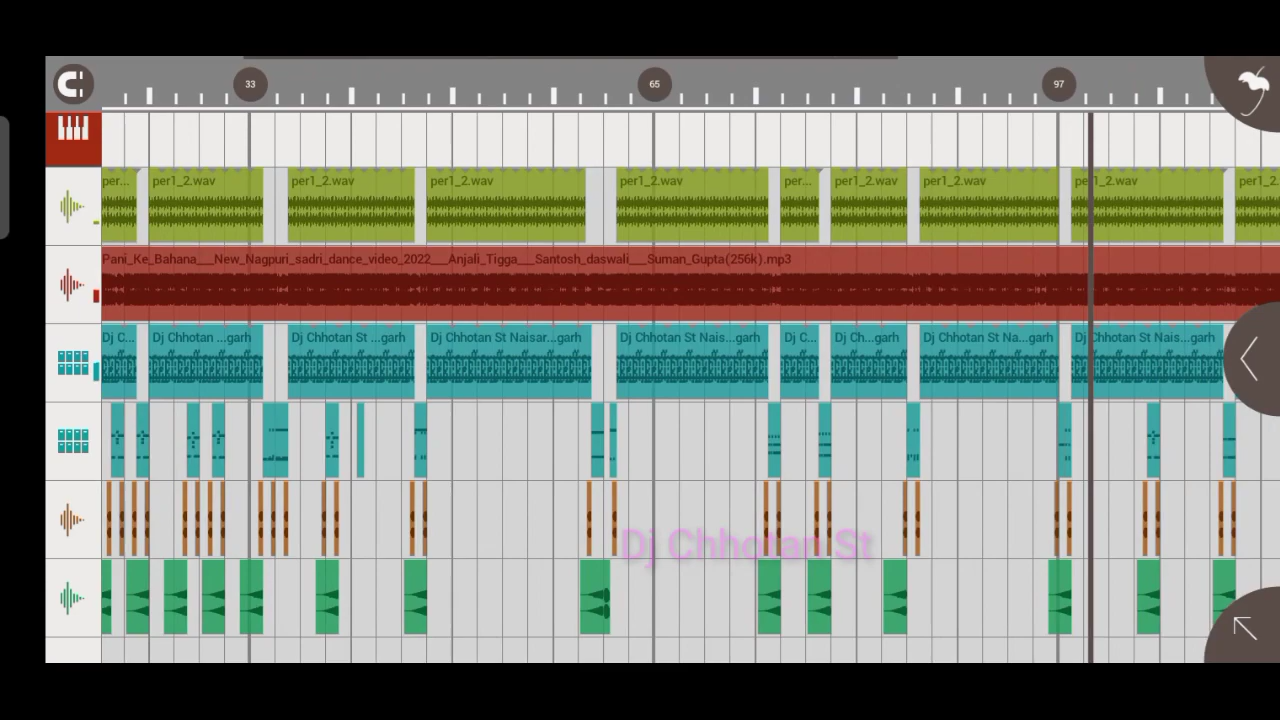 33 65 97
per... per1_2.wav per1_2.wav per1_2.wav per1_2.wav per... per1_2.wav per1_2.wav per1_2.wav per1_2.
Pani_Ke_Bahana___New_Nagpuri_sadri_dance_video_2022___Anjali_Tigga___Santosh_daswali___Suman_Gupta(256k).mp3
Dj C... Dj Chhotan ...garh Dj Chhotan St ...garh Dj Chhotan St Naisar...garh Dj Chhotan St Nais...garh Dj C... Dj Ch...garh Dj Chhotan St Na...garh Dj Chhotan St Nais...garh
Dj Chhotan St